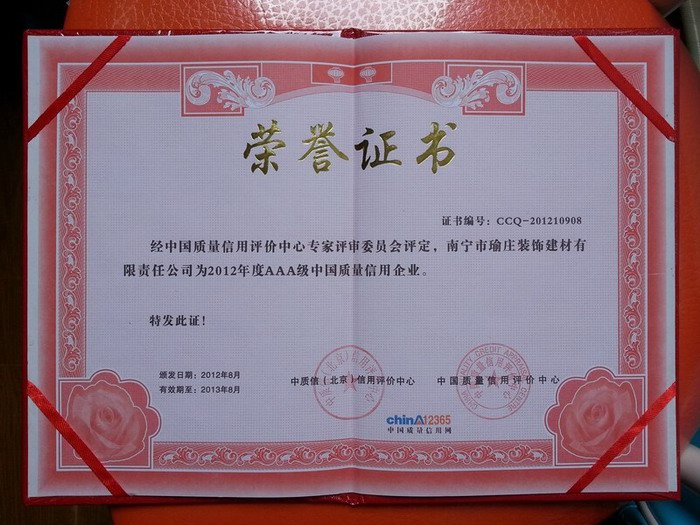 荣誉证书
证书编号：CCQ-201210908
经中国质量信用评价中心专家评审委员会评定，南宁市瑜庄装饰建材有
限责任公司为2012年度AAA级中国质量信用企业。
特发此证！
颁发日期：2012年8月
有效期至：2013年8月
中质信（北京）信用评价中心
中国质量信用评价中心
chinA12365
中国质量信用网